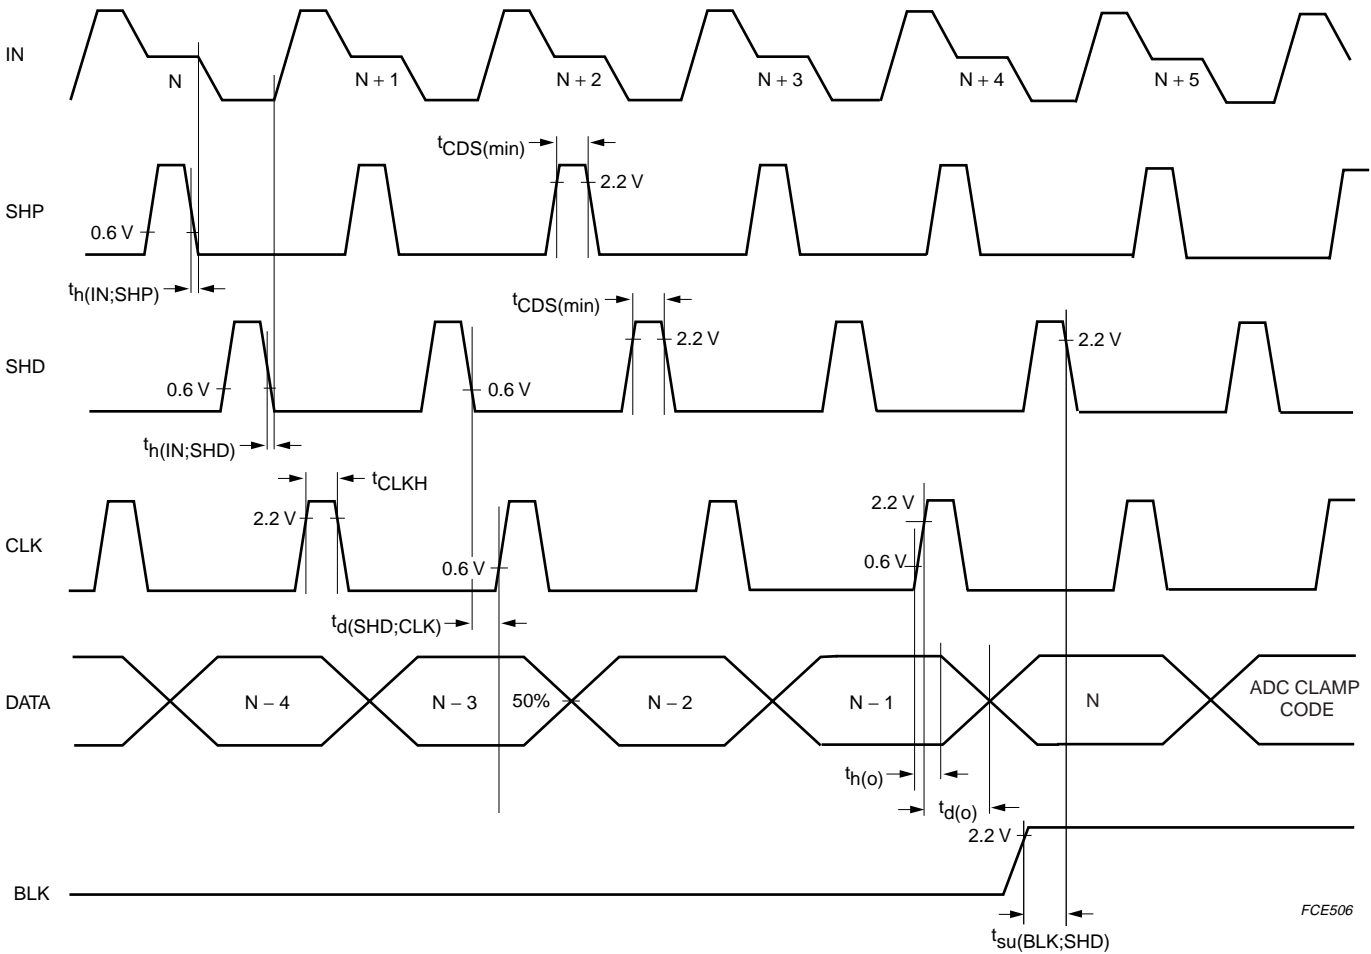 IN
N
N + 1
N + 2
N + 3
N + 4
N + 5
tCDS(min)
2.2 V
SHP
0.6 V
th(IN;SHP)
tCDS(min)
2.2 V
2.2 V
SHD
0.6 V
0.6 V
th(IN;SHD)
tCLKH
2.2 V
2.2 V
CLK
0.6 V
0.6 V
td(SHD;CLK)
DATA
N − 4
N − 3
50%
N − 2
N − 1
N
ADC CLAMP
CODE
th(o)
td(o)
2.2 V
BLK
FCE506
tsu(BLK;SHD)